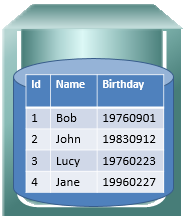 Id Name Birthday
1 Bob 19760901
2 John 19830912
3 Lucy 19760223
4 Jane 19960227